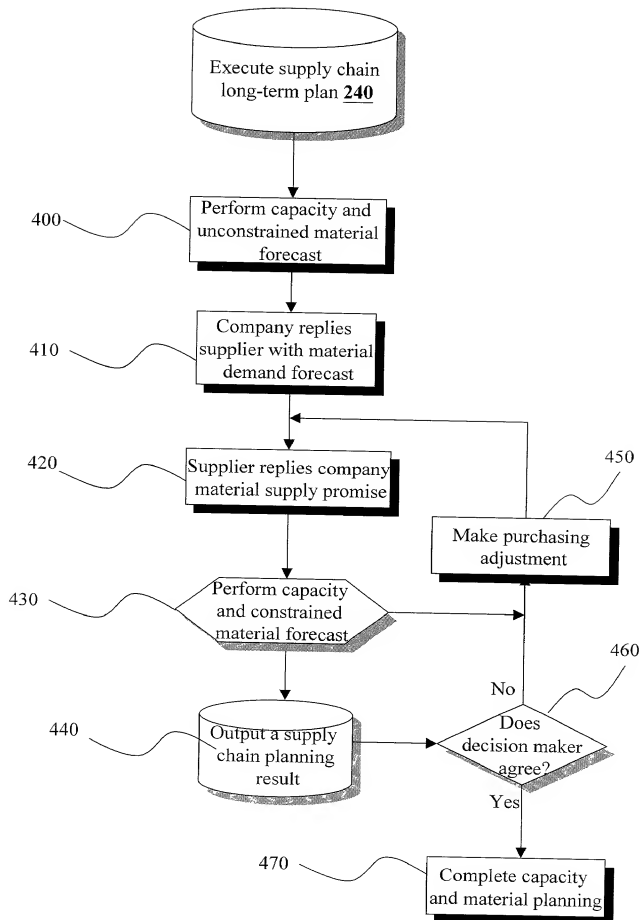 Execute supply chain
long-term plan 240
400
Perform capacity and
unconstrained material
forecast
410
Company replies
supplier with material
demand forecast
420
Supplier replies company
material supply promise
450
Make purchasing
adjustment
430
Perform capacity
and constrained
material forecast
460
No
440
Output a supply
chain planning
result
Does
decision maker
agree?
Yes
470
Complete capacity
and material planning